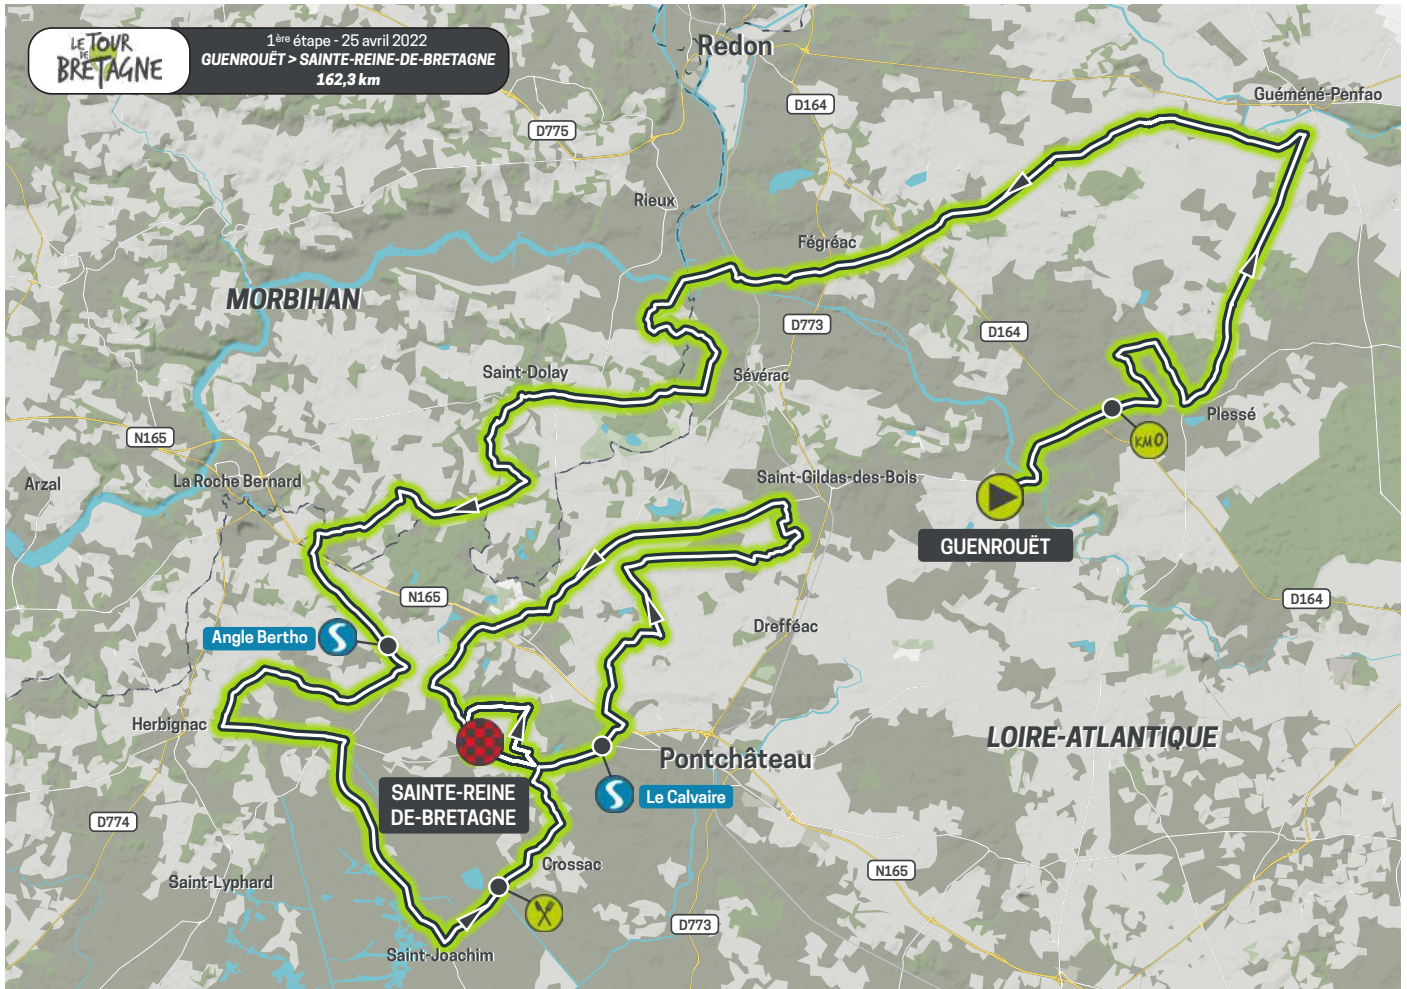 LE TOUR
DE
BRETAGNE
1ère étape - 25 avril 2022
GUENROUËT > SAINTE-REINE-DE-BRETAGNE
162,3 km
Redon
Guéméné-Penfao
D164
D775
Rieux
Fégréac
MORBIHAN
D773
D164
Saint-Dolay
Sévérac
Plessé
N165
KM 0
La Roche Bernard
Arzal
Saint-Gildas-des-Bois
GUENROUËT
N165
D164
Angle Bertho
S
Drefféac
Herbignac
LOIRE-ATLANTIQUE
Pontchâteau
SAINTE-REINE
DE-BRETAGNE
S
Le Calvaire
D774
Crossac
N165
Saint-Lyphard
D773
Saint-Joachim